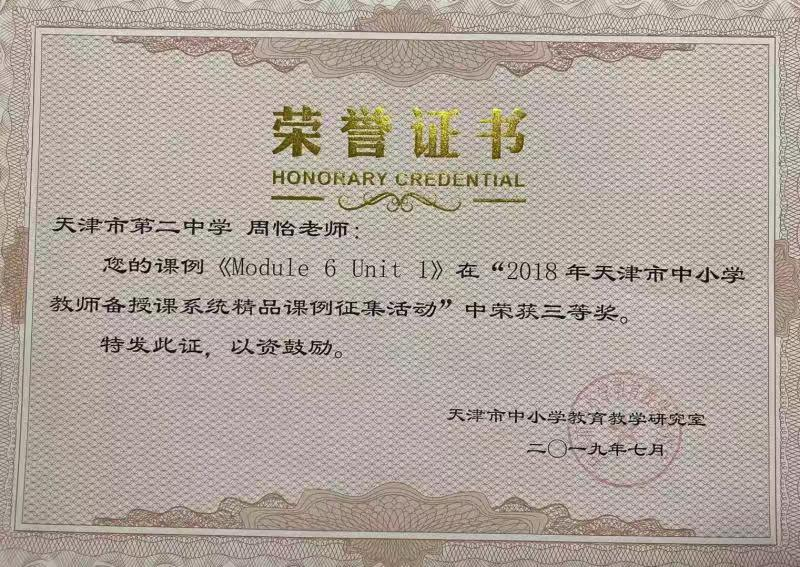 荣誉证书
HONORARY CREDENTIAL
天津市第二中学 周怡老师：
您的课例《Module 6 Unit 1》在“2018年天津市中小学
教师备授课系统精品课例征集活动”中荣获三等奖。
特发此证，以资鼓励。
天津市中小学教育教学研究室
二〇一九年七月